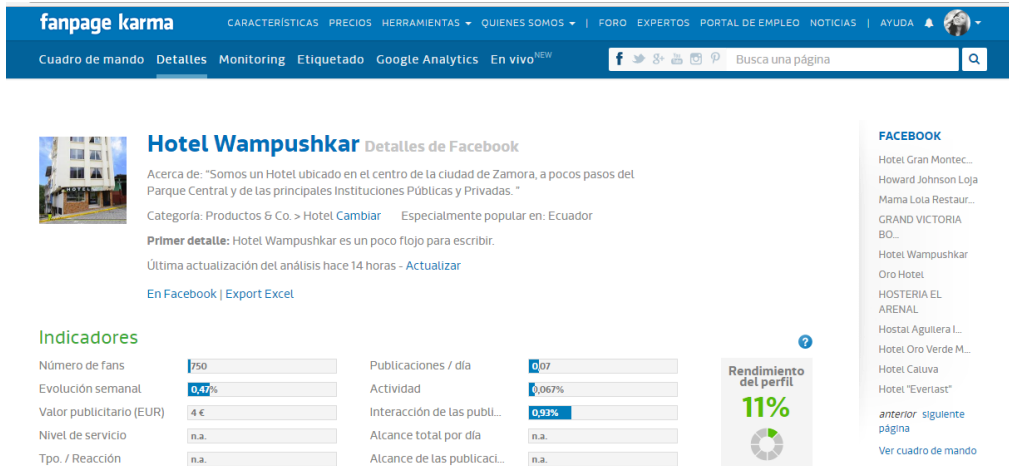 fanpage karma
CARACTERÍSTICAS PRECIOS HERRAMIENTAS QUIENES SOMOS | FORO EXPERTOS PORTAL DE EMPLEO NOTICIAS | AYUDA
Cuadro de mando Detalles Monitoring Etiquetado Google Analytics En vivo NEW
Busca una página
Hotel Wampushkar Detalles de Facebook
Acerca de: "Somos un Hotel ubicado en el centro de la ciudad de Zamora, a pocos pasos del
Parque Central y de las principales Instituciones Públicas y Privadas. "
Categoría: Productos & Co. > Hotel Cambiar Especialmente popular en: Ecuador
Primer detalle: Hotel Wampushkar es un poco flojo para escribir.
Última actualización del análisis hace 14 horas - Actualizar
En Facebook | Export Excel
HOTEL
Indicadores
Número de fans 750
Evolución semanal 0,47%
Valor publicitario (EUR) 4 €
Nivel de servicio n.a.
Tpo. / Reacción n.a.
Publicaciones / día 0,07
Actividad 0,067%
Interacción de las publi... 0,93%
Alcance total por día n.a.
Alcance de las publicaci... n.a.
?
Rendimiento
del perfil
11%
FACEBOOK
Hotel Gran Montec...
Howard Johnson Loja
Mama Lola Restaur...
GRAND VICTORIA
BO...
Hotel Wampushkar
Oro Hotel
HOSTERIA EL
ARENAL
Hostal Aguilera I...
Hotel Oro Verde M...
Hotel Caluva
Hotel "Everlast"
anterior siguiente
página
Ver cuadro de mando